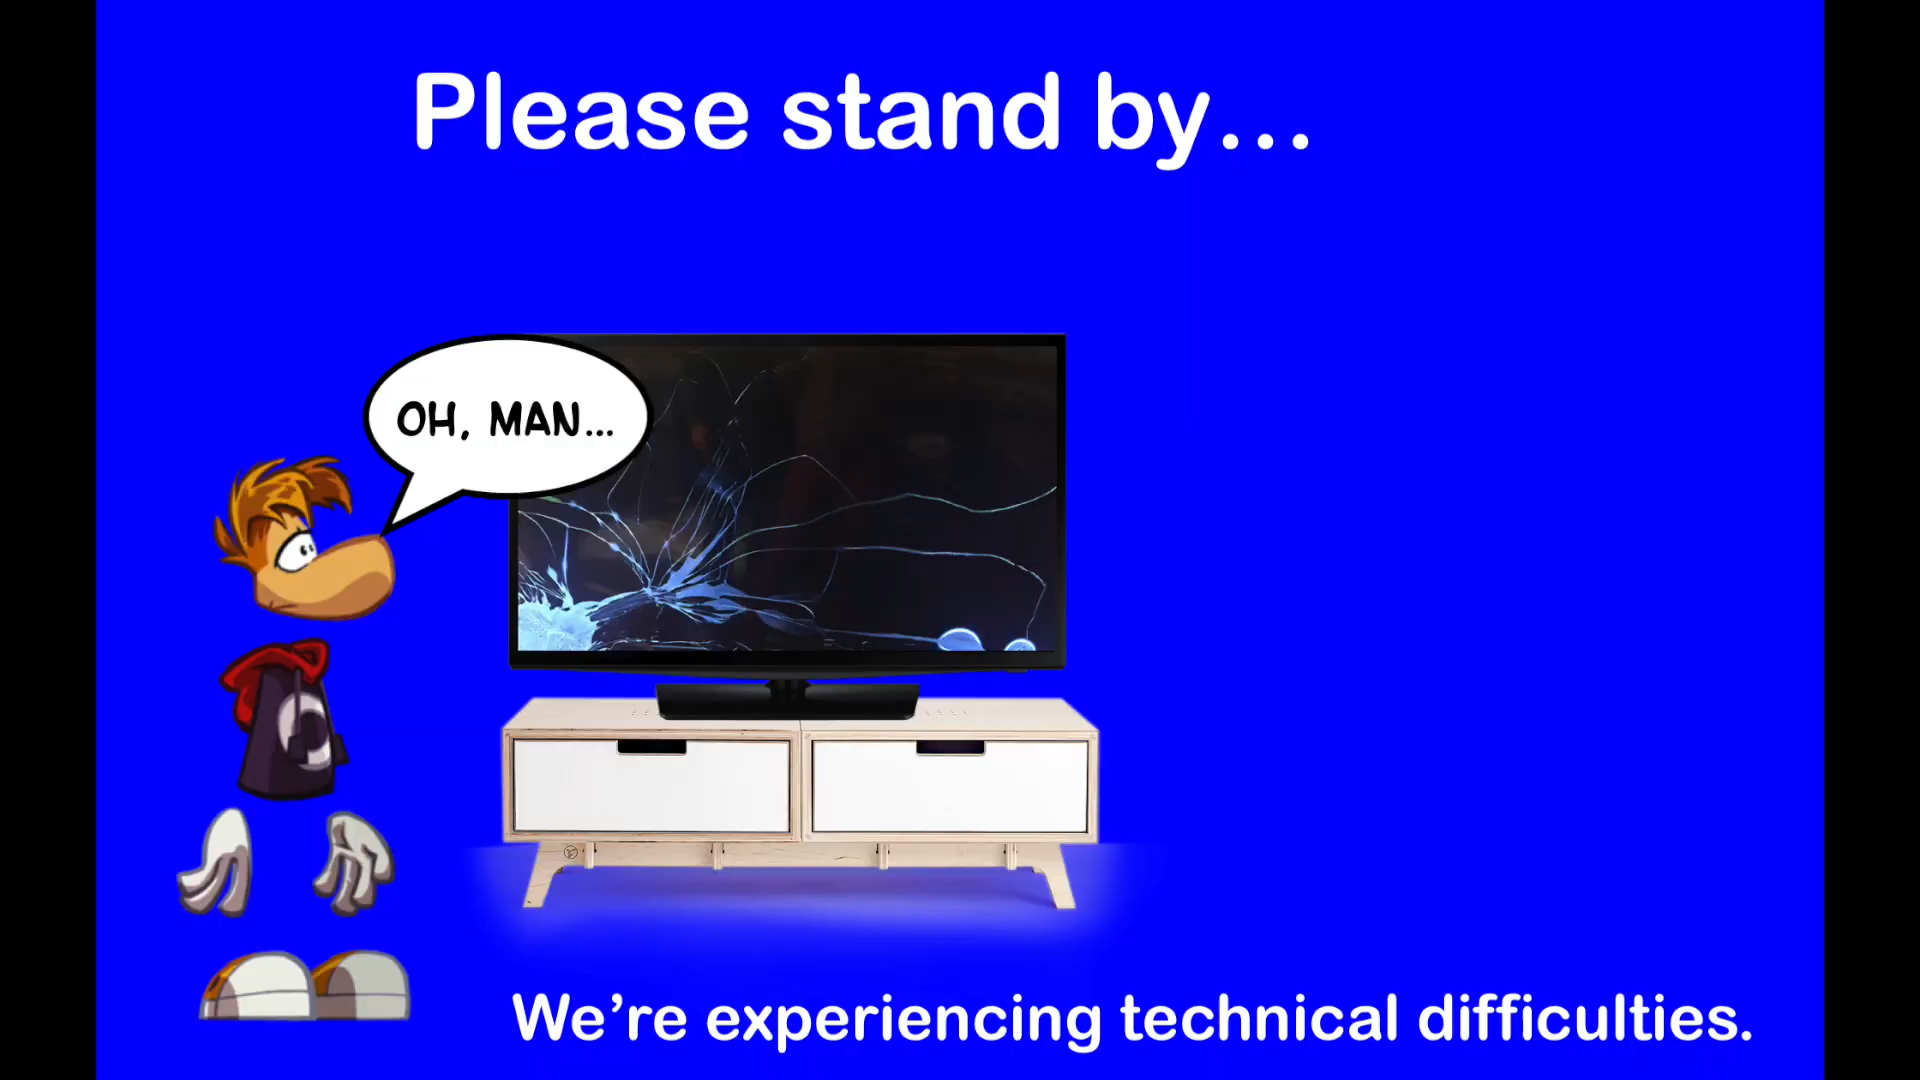 Please stand by...
OH, MAN...
We’re experiencing technical difficulties.